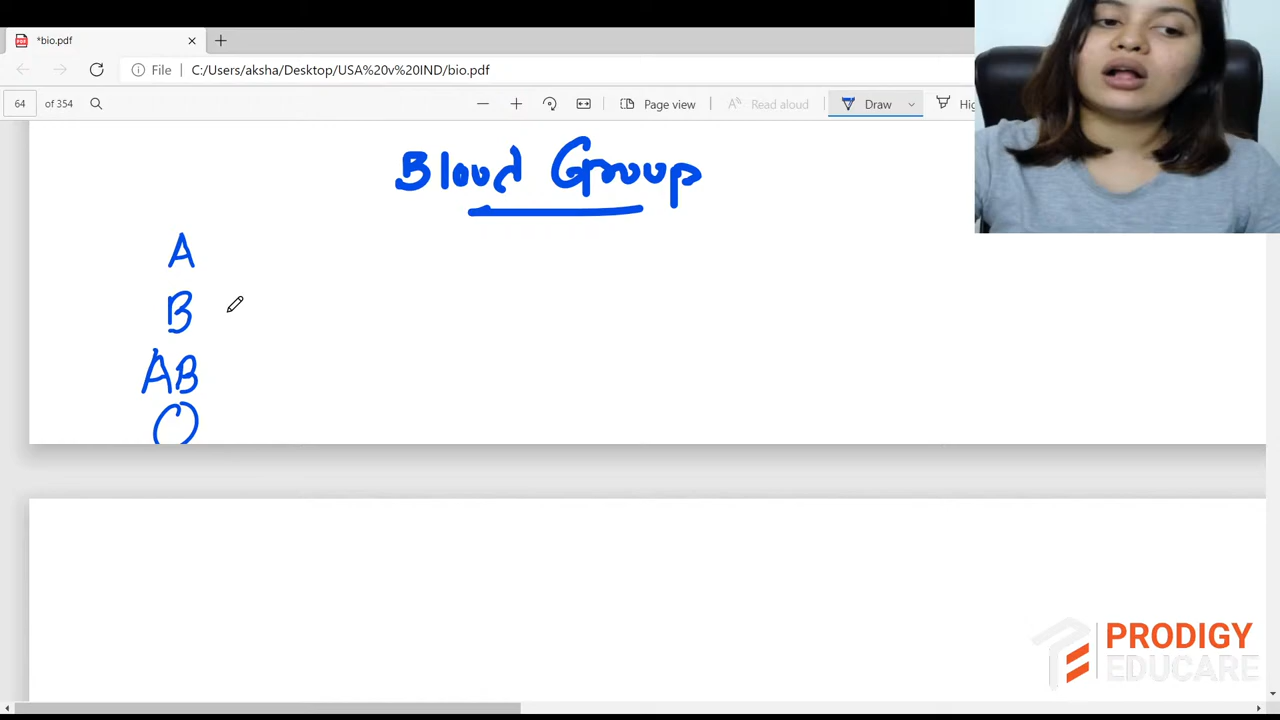 *bio.pdf
File C:/Users/aksha/Desktop/USA%20v%20IND/bio.pdf
64 of 354 Page view Read aloud Draw Hig
Blood Group
A
B
AB
O
PRODIGY
EDUCARE